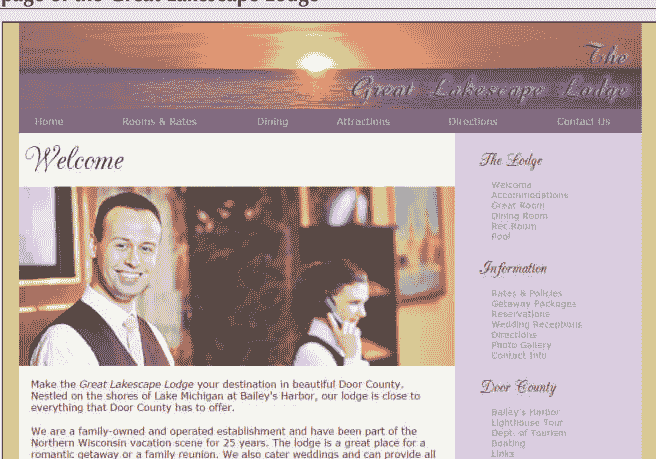 page of the Great Lakescape Lodge
The
Great Lakescape Lodge
Home Rooms & Rates Dining Attractions Directions Contact Us
Welcome
Make the Great Lakescape Lodge your destination in beautiful Door County.
Nestled on the shores of Lake Michigan at Bailey's Harbor, our lodge is close to
everything that Door County has to offer.
We are a family-owned and operated establishment and have been part of the
Northern Wisconsin vacation scene for 25 years. The lodge is a great place for a
romantic getaway or a family reunion. We also cater weddings and can provide all
The Lodge
Welcome
Accommodations
Great Room
Dining Room
Rec Room
Pool
Information
Rates & Policies
Getaway Packages
Reservations
Wedding Receptions
Directions
Photo Gallery
Contact Info
Door County
Bailey's Harbor
Lighthouse Tour
Dept. of Tourism
Boating
Links